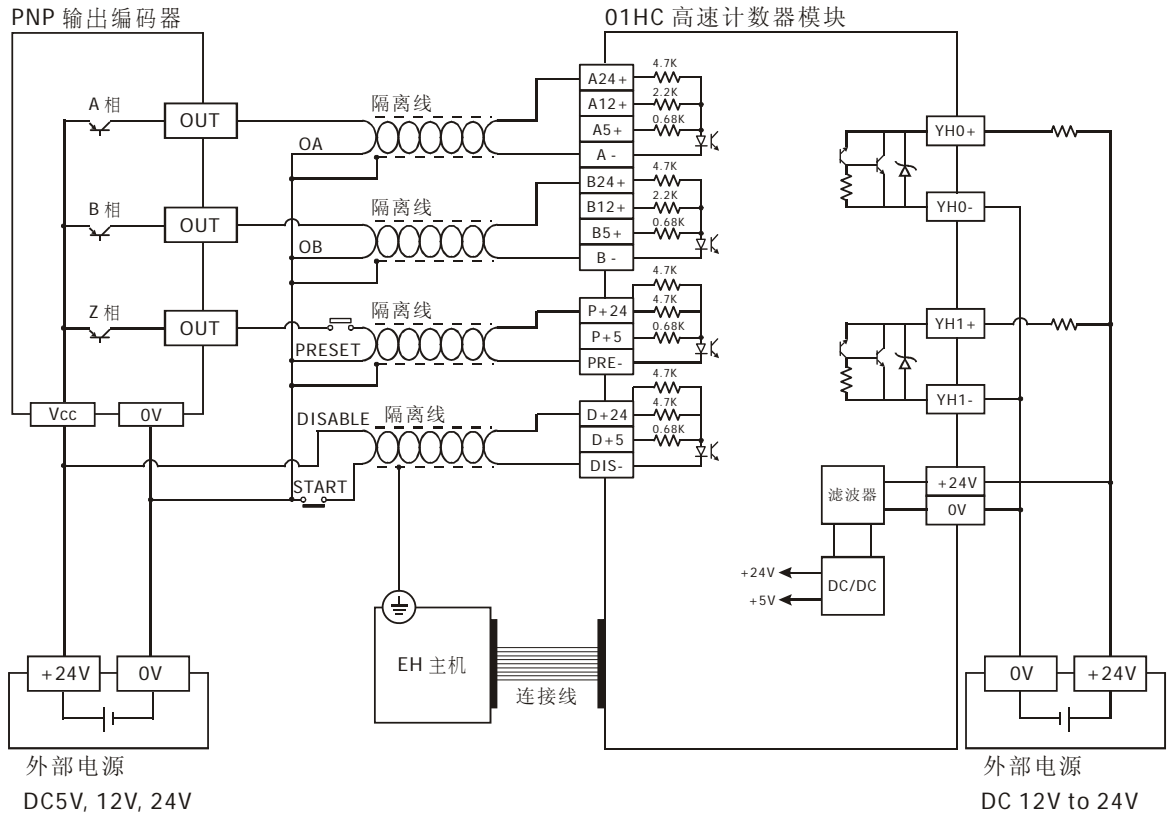 PNP 输出编码器
01HC 高速计数器模块
A 相
OUT
隔离线
OA
A24+
4.7K
A12+
2.2K
A5+
0.68K
A -
B 相
OUT
隔离线
OB
B24+
4.7K
B12+
2.2K
B5+
0.68K
B -
Z 相
OUT
隔离线
PRESET
4.7K
P+24
4.7K
P+5
0.68K
PRE-
Vcc
0V
DISABLE
隔离线
START
4.7K
D+24
4.7K
D+5
0.68K
DIS-
YH0+
YH0-
YH1+
YH1-
滤波器
+24V
0V
+24V
+5V
DC/DC
EH 主机
连接线
+24V
0V
外部电源
DC5V, 12V, 24V
0V
+24V
外部电源
DC 12V to 24V